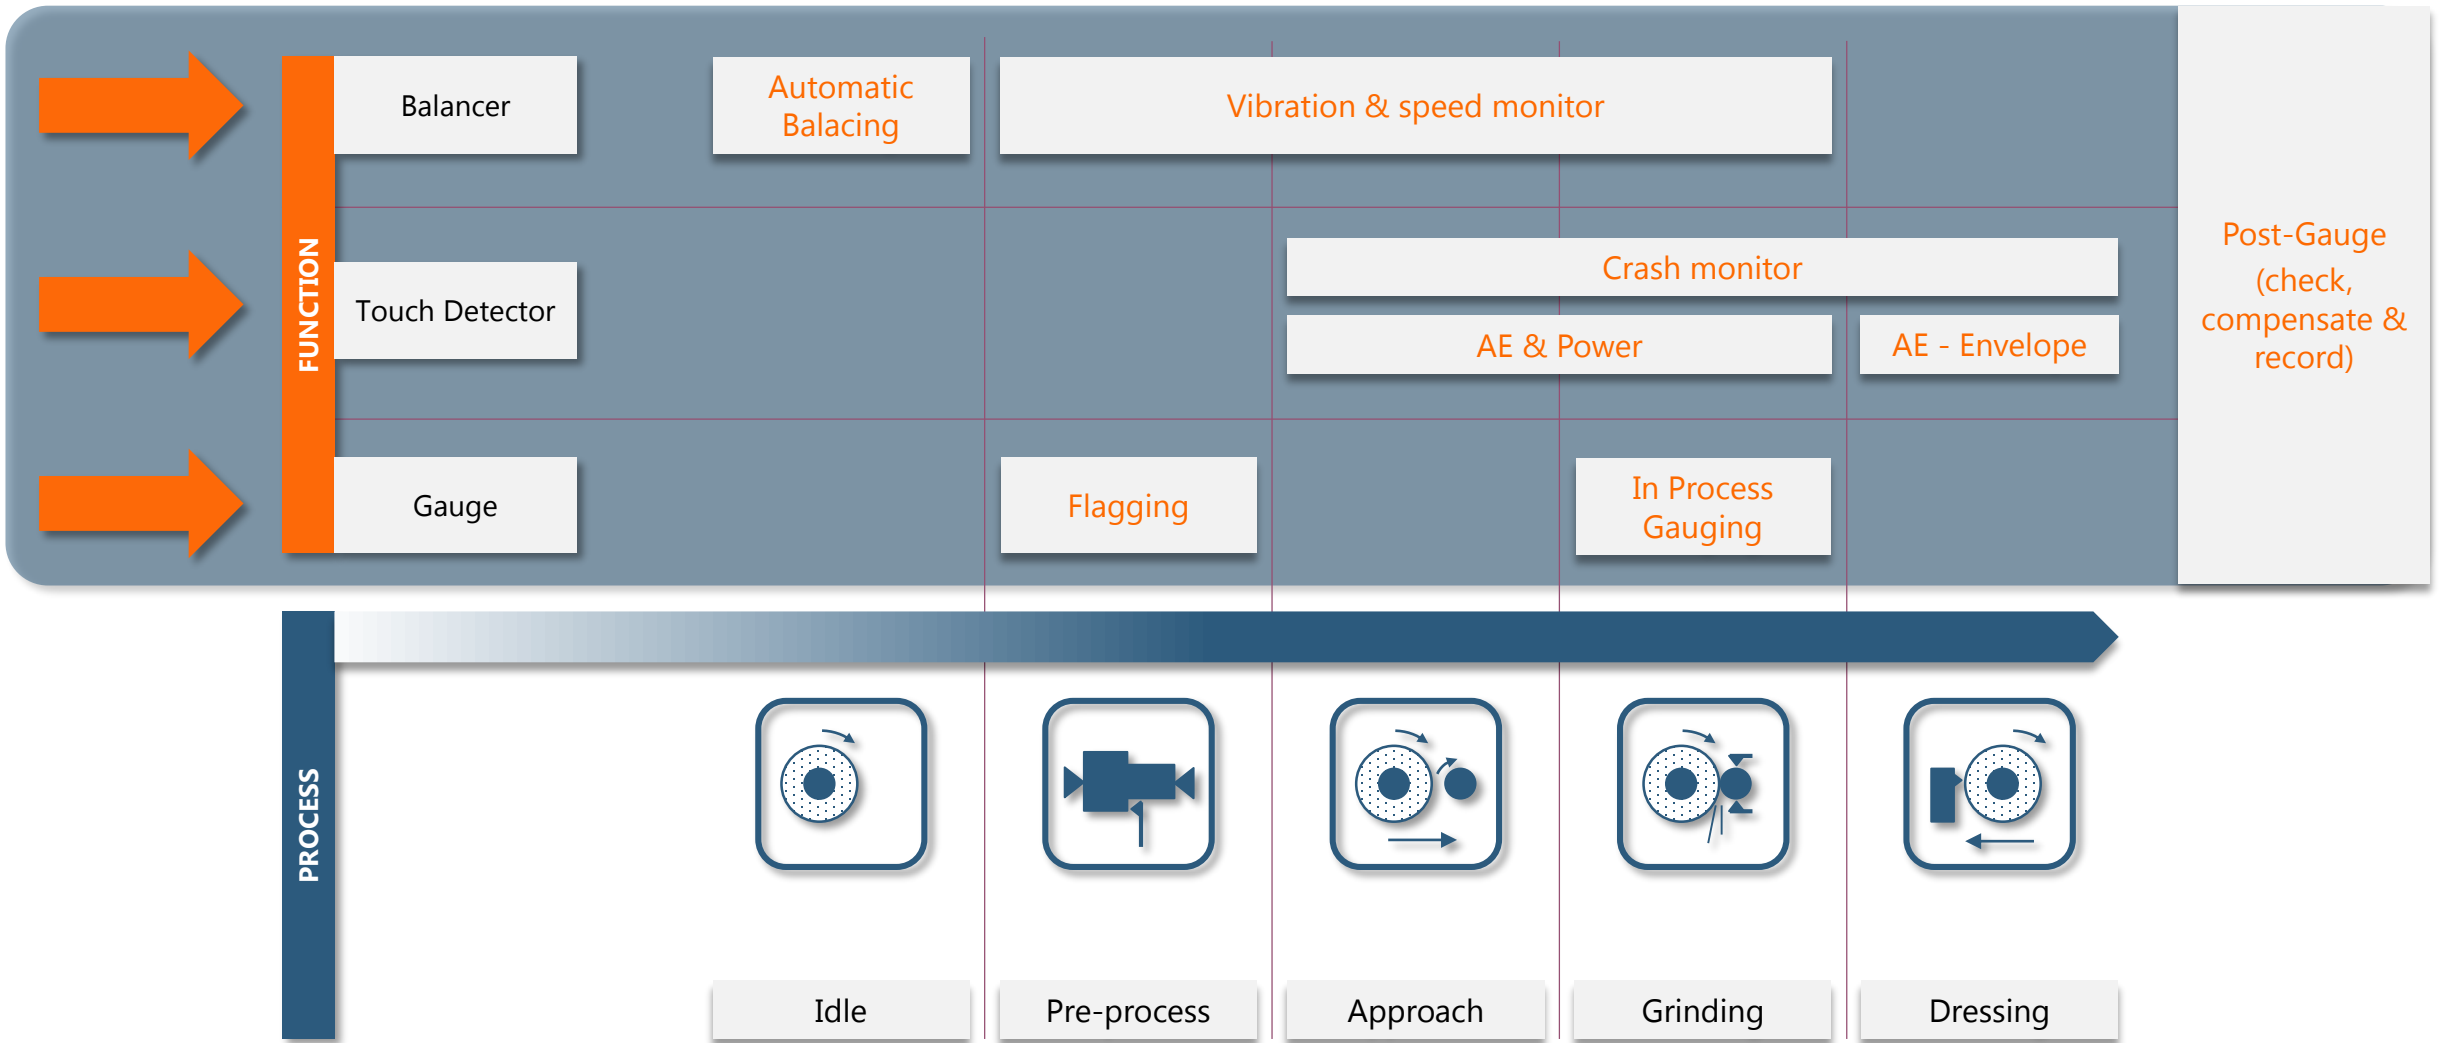 FUNCTION
Balancer
Automatic
Balacing
Vibration & speed monitor
Touch Detector
Crash monitor
AE & Power
AE - Envelope
Gauge
Flagging
In Process
Gauging
Post-Gauge
(check,
compensate &
record)
PROCESS
Idle
Pre-process
Approach
Grinding
Dressing